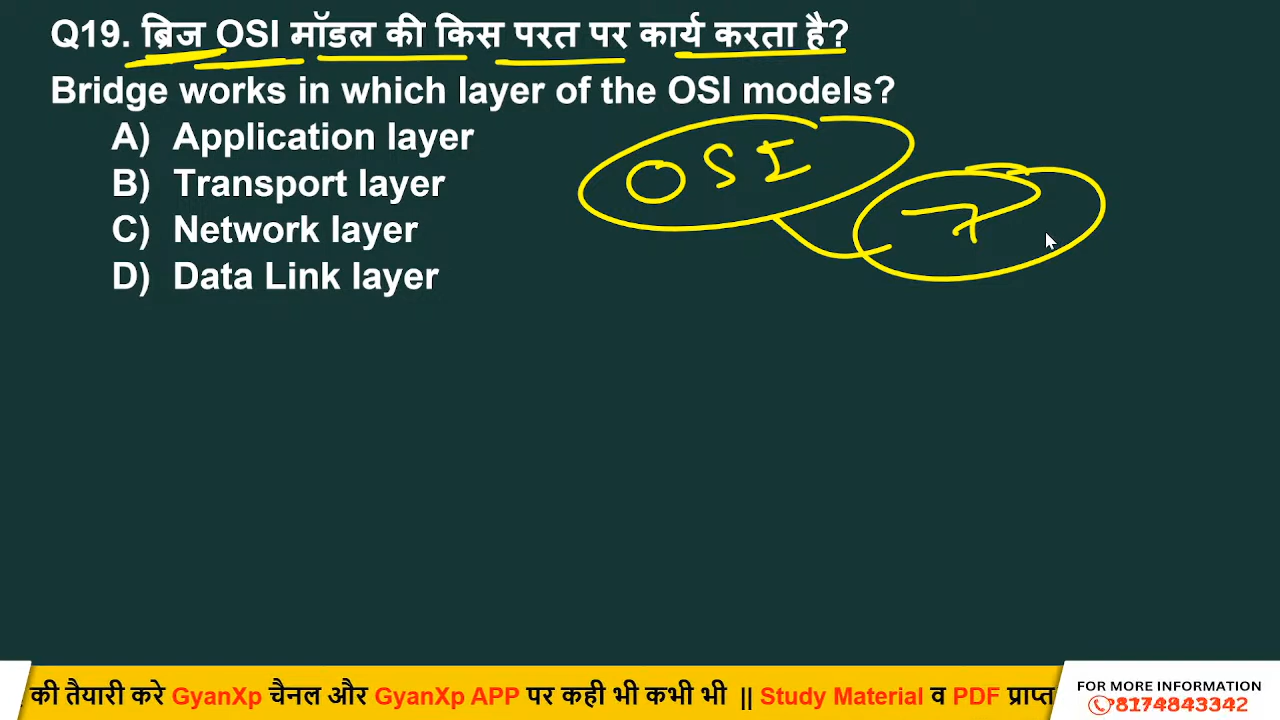 Q19. ब्रिज OSI मॉडल की किस परत पर कार्य करता है?
Bridge works in which layer of the OSI models?
A) Application layer
B) Transport layer
C) Network layer
D) Data Link layer
OSI
7
की तैयारी करे GyanXp चैनल और GyanXp APP पर कही भी कभी भी || Study Material व PDF प्राप्त
FOR MORE INFORMATION
8174843342